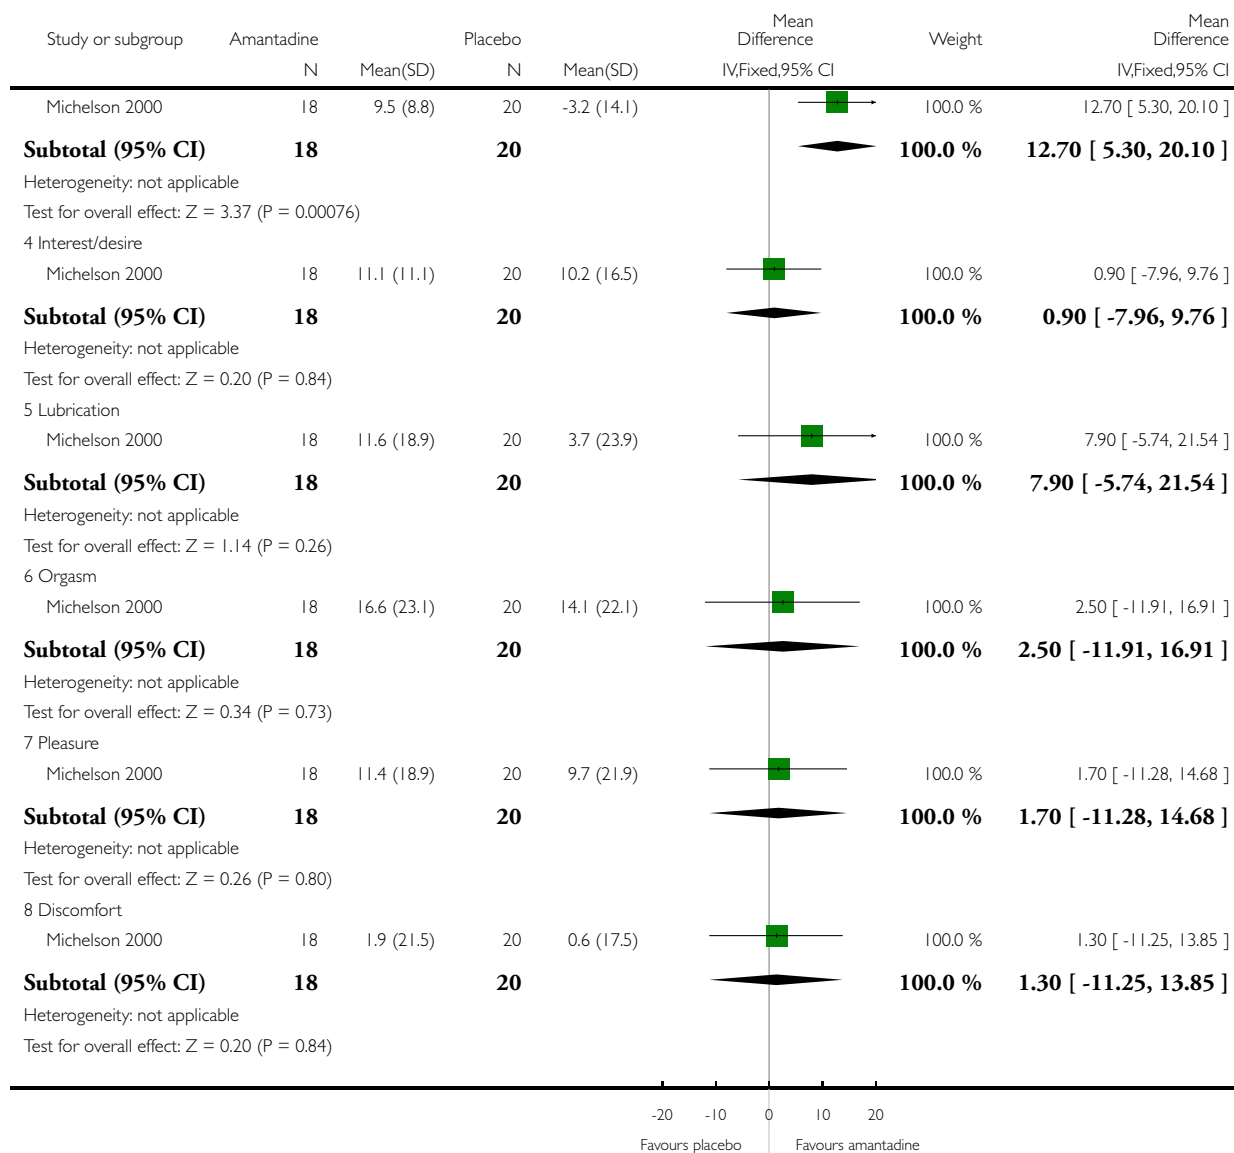 Study or subgroup Amantadine Placebo Mean Difference Weight Mean Difference
N Mean(SD) N Mean(SD) IV,Fixed,95% CI IV,Fixed,95% CI
Michelson 2000 18 9.5 (8.8) 20 -3.2 (14.1) 100.0 % 12.70 [ 5.30, 20.10 ]
Subtotal (95% CI) 18 20 100.0 % 12.70 [ 5.30, 20.10 ]
Heterogeneity: not applicable
Test for overall effect: Z = 3.37 (P = 0.00076)
4 Interest/desire
Michelson 2000 18 11.1 (11.1) 20 10.2 (16.5) 100.0 % 0.90 [ -7.96, 9.76 ]
Subtotal (95% CI) 18 20 100.0 % 0.90 [ -7.96, 9.76 ]
Heterogeneity: not applicable
Test for overall effect: Z = 0.20 (P = 0.84)
5 Lubrication
Michelson 2000 18 11.6 (18.9) 20 3.7 (23.9) 100.0 % 7.90 [ -5.74, 21.54 ]
Subtotal (95% CI) 18 20 100.0 % 7.90 [ -5.74, 21.54 ]
Heterogeneity: not applicable
Test for overall effect: Z = 1.14 (P = 0.26)
6 Orgasm
Michelson 2000 18 16.6 (23.1) 20 14.1 (22.1) 100.0 % 2.50 [ -11.91, 16.91 ]
Subtotal (95% CI) 18 20 100.0 % 2.50 [ -11.91, 16.91 ]
Heterogeneity: not applicable
Test for overall effect: Z = 0.34 (P = 0.73)
7 Pleasure
Michelson 2000 18 11.4 (18.9) 20 9.7 (21.9) 100.0 % 1.70 [ -11.28, 14.68 ]
Subtotal (95% CI) 18 20 100.0 % 1.70 [ -11.28, 14.68 ]
Heterogeneity: not applicable
Test for overall effect: Z = 0.26 (P = 0.80)
8 Discomfort
Michelson 2000 18 1.9 (21.5) 20 0.6 (17.5) 100.0 % 1.30 [ -11.25, 13.85 ]
Subtotal (95% CI) 18 20 100.0 % 1.30 [ -11.25, 13.85 ]
Heterogeneity: not applicable
Test for overall effect: Z = 0.20 (P = 0.84)
-20 -10 0 10 20
Favours placebo Favours amantadine